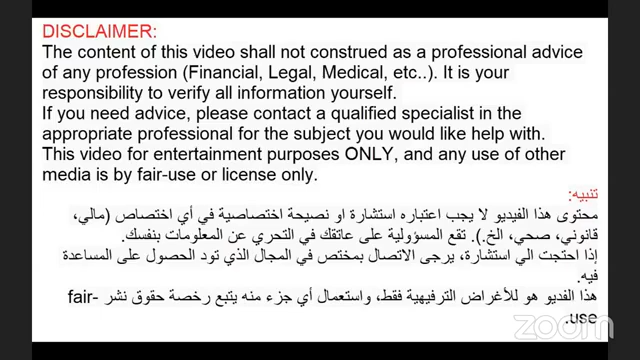 DISCLAIMER:
The content of this video shall not construed as a professional advice
of any profession (Financial, Legal, Medical, etc..). It is your
responsibility to verify all information yourself.
If you need advice, please contact a qualified specialist in the
appropriate professional for the subject you would like help with.
This video for entertainment purposes ONLY, and any use of other
media is by fair-use or license only.
تنبيه:
محتوى هذا الفيديو لا يجب اعتباره استشارة او نصيحة اختصاصية في أي اختصاص (مالي،
قانوني، صحي، الخ.). تقع المسؤولية على عاتقك في التحري عن المعلومات بنفسك.
إذا احتجت الي استشارة، يرجى الاتصال بمختص في المجال الذي تود الحصول على المساعدة
فيه.
هذا الفديو هو للأغراض الترفيهية فقط، واستعمال أي جزء منه يتبع رخصة حقوق نشر fair-
use.
zoom